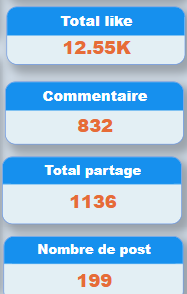 Total like
12.55K
Commentaire
832
Total partage
1136
Nombre de post
199